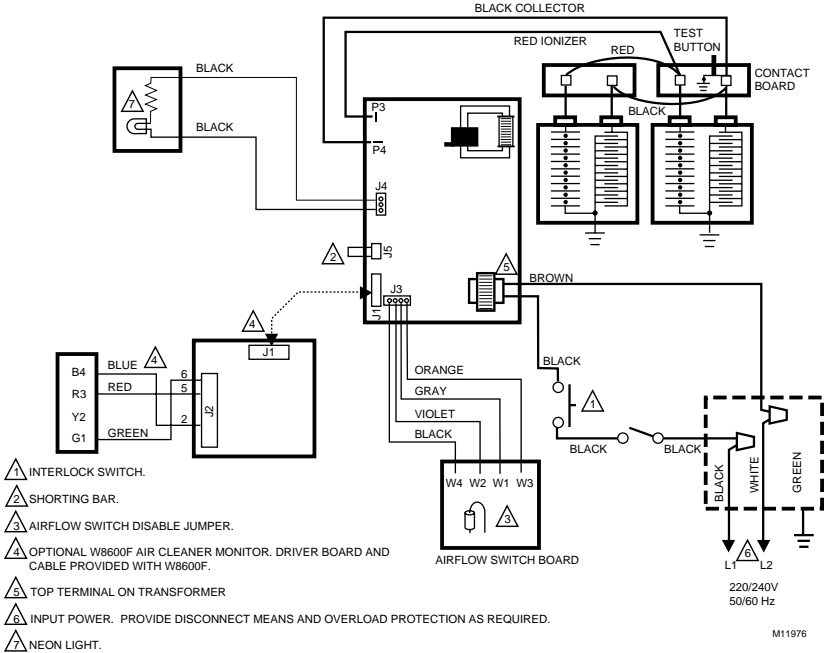 BLACK COLLECTOR
RED IONIZER
RED
TEST
BUTTON
CONTACT
BOARD
BLACK
BLACK
7
BLACK
P3
P4
J4
2
J5
5
BROWN
J1
J3
4
J1
BLACK
ORANGE
GRAY
VIOLET
BLACK
1
BLACK
BLACK
B4
BLUE
4
6
R3
RED
5
J2
Y2
2
G1
GREEN
W4 W2 W1 W3
3
AIRFLOW SWITCH BOARD
BLACK
WHITE
GREEN
L1
6
L2
220/240V
50/60 Hz
1 INTERLOCK SWITCH.
2 SHORTING BAR.
3 AIRFLOW SWITCH DISABLE JUMPER.
4 OPTIONAL W8600F AIR CLEANER MONITOR. DRIVER BOARD AND
CABLE PROVIDED WITH W8600F.
5 TOP TERMINAL ON TRANSFORMER
6 INPUT POWER. PROVIDE DISCONNECT MEANS AND OVERLOAD PROTECTION AS REQUIRED.
7 NEON LIGHT.
M11976